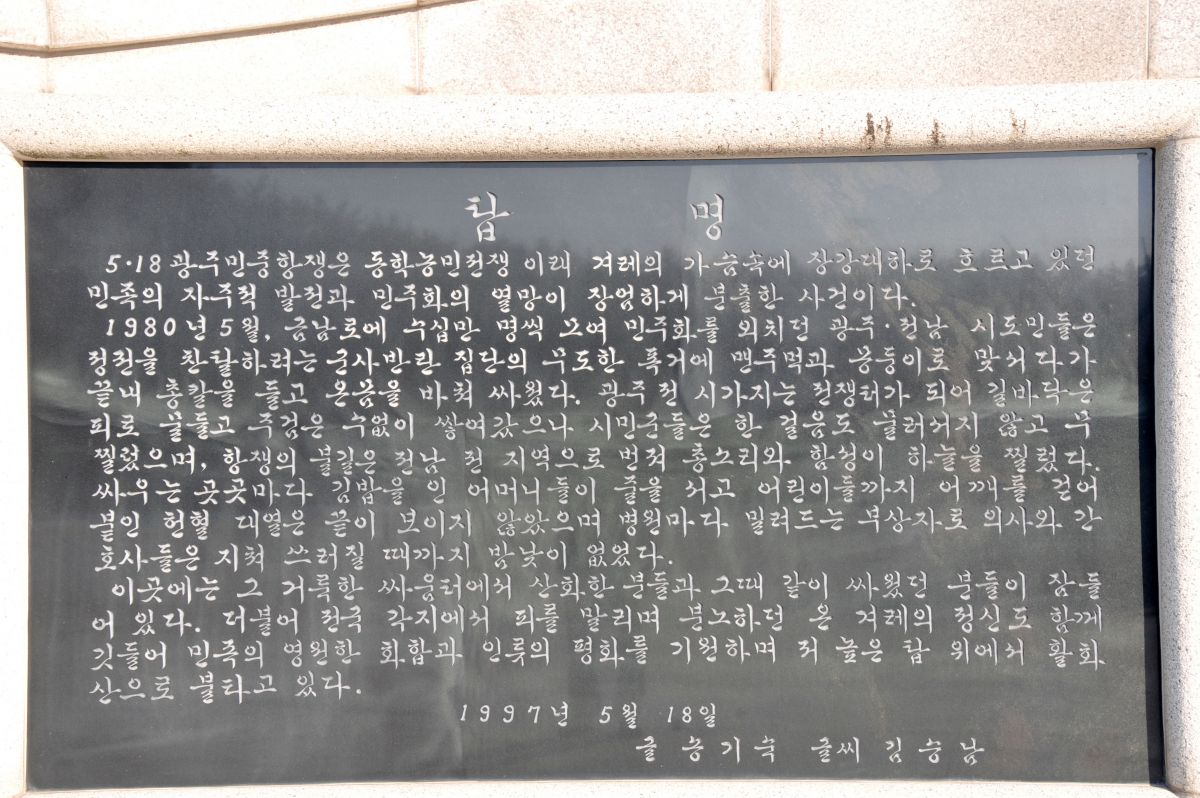 탑 명
5·18 광주민중항쟁은 동학농민전쟁 이래 겨레의 가슴속에 장강대하로 흐르고 있던
민족의 자주적 발전과 민주화의 열망이 장엄하게 분출한 사건이다.
1980년 5월, 금남로에 수십만 명씩 모여 민주화를 외치던 광주·전남 시도민들은
정권을 찬탈하려는 군사반란 집단의 무도한 폭거에 맨주먹과 몽둥이로 맞서다가
끝내 총칼을 들고 온몸을 바쳐 싸웠다. 광주 전 시가지는 전쟁터가 되어 길바닥은
피로 물들고 주검은 수없이 쌓여갔으나 시민군들은 한 걸음도 물러서지 않고 무
찔렀으며, 항쟁의 불길은 전남 전 지역으로 번져 총소리와 함성이 하늘을 찔렀다.
싸우는 곳곳마다 김밥을 인 어머니들이 줄을 서고 어린이들까지 어깨를 걸어
붙인 헌혈 대열은 끝이 보이지 않았으며 병원마다 밀려드는 부상자로 의사와 간
호사들은 지쳐 쓰러질 때까지 밤낮이 없었다.
이곳에는 그 거룩한 싸움터에서 산화한 분들과 그때 같이 싸웠던 분들이 잠들
어 있다. 더불어 전국 각지에서 피를 말리며 분노하던 온 겨레의 정신도 함께
깃들어 민족의 영원한 화합과 인류의 평화를 기원하며 저 높은 탑 위에서 활화
산으로 불타고 있다.
1997년 5월 18일
글 송기숙 글씨 김승남